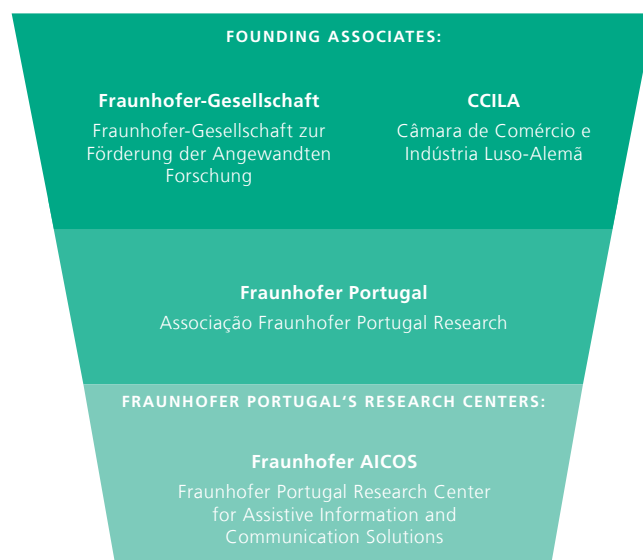 FOUNDING ASSOCIATES:
Fraunhofer-Gesellschaft
Fraunhofer-Gesellschaft zur
Förderung der Angewandten
Forschung
CCILA
Câmara de Comércio e
Indústria Luso-Alemã
Fraunhofer Portugal
Associação Fraunhofer Portugal Research
FRAUNHOFER PORTUGAL’S RESEARCH CENTERS:
Fraunhofer AICOS
Fraunhofer Portugal Research Center
for Assistive Information and
Communication Solutions